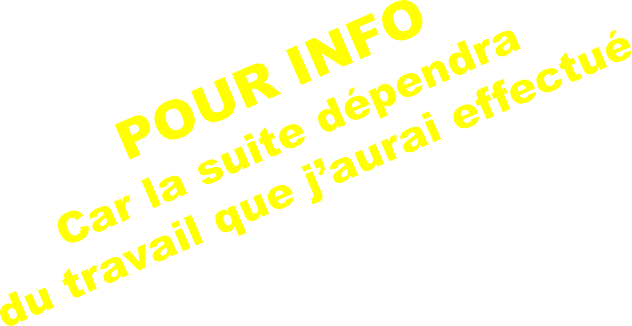 POUR INFO
Car la suite dépendra
du travail que j’aurai effectué